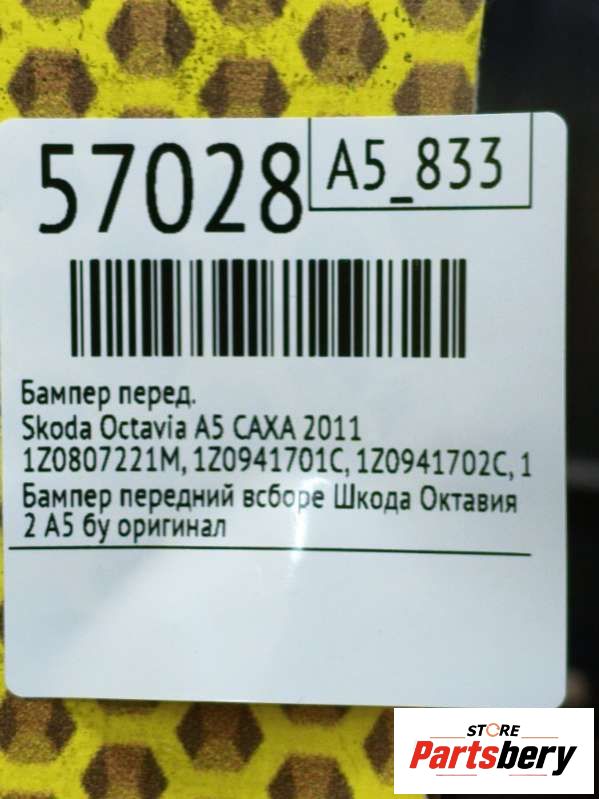 57028
A5_833
Бампер перед.
Skoda Octavia A5 CAXA 2011
1Z0807221M, 1Z0941701C, 1Z0941702C, 1
Бампер передний всборе Шкода Октавия
2 А5 бу оригинал
STORE
Partsbery